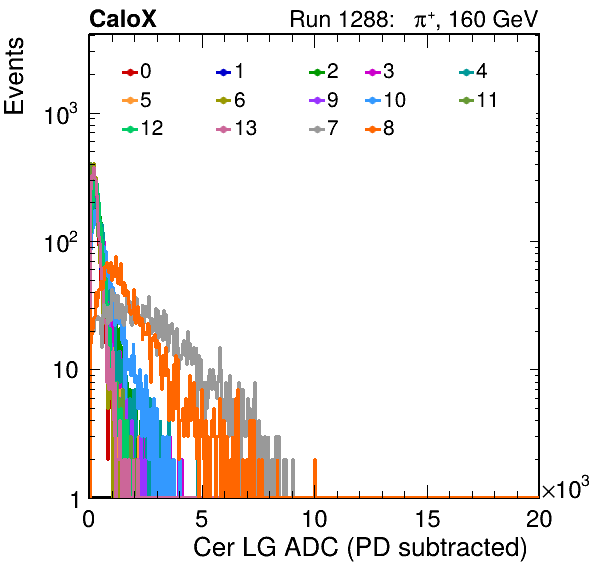 CaloX Run 1288: π⁺, 160 GeV
Events
0 1 2 3 4
5 6 9 10 11
12 13 7 8
10³
10²
10
1
0 5 10 15 20
×10³
Cer LG ADC (PD subtracted)